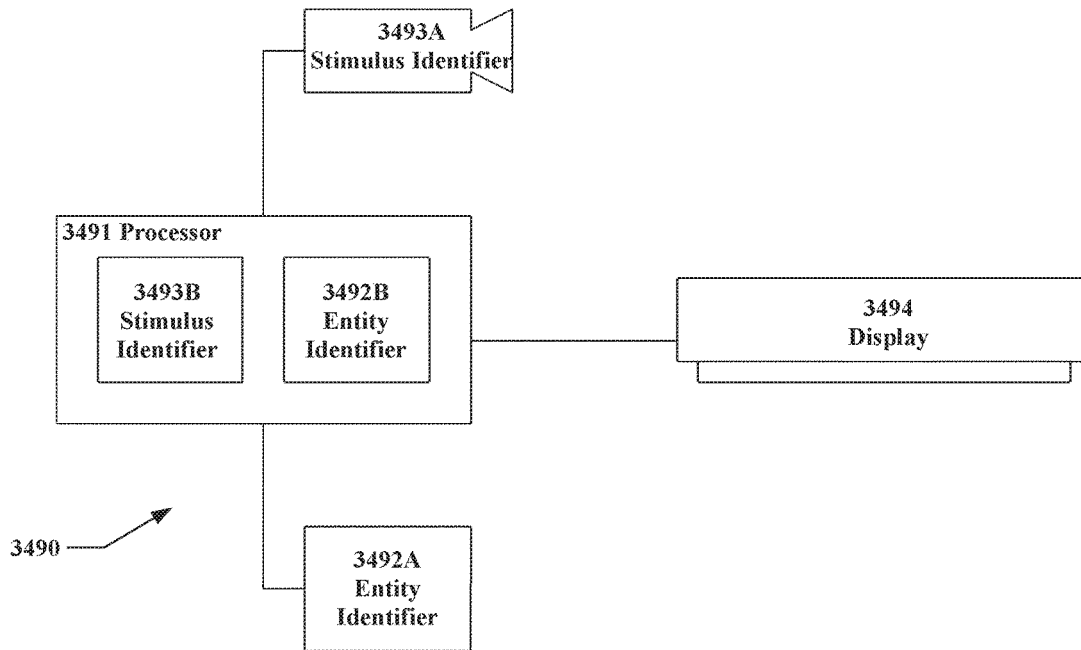 3493A
Stimulus Identifier
3491 Processor
3493B
Stimulus
Identifier
3492B
Entity
Identifier
3494
Display
3490
3492A
Entity
Identifier